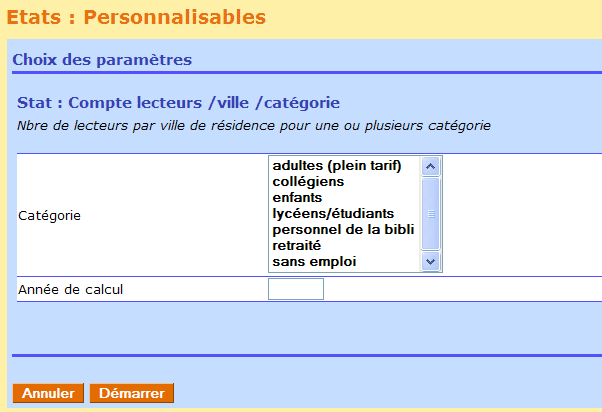 Etats : Personnalisables
Choix des paramètres
Stat : Compte lecteurs /ville /catégorie
Nbre de lecteurs par ville de résidence pour une ou plusieurs catégorie
Catégorie
adultes (plein tarif)
collégiens
enfants
lycéens/étudiants
personnel de la bibli
retraité
sans emploi
Année de calcul
Annuler Démarrer